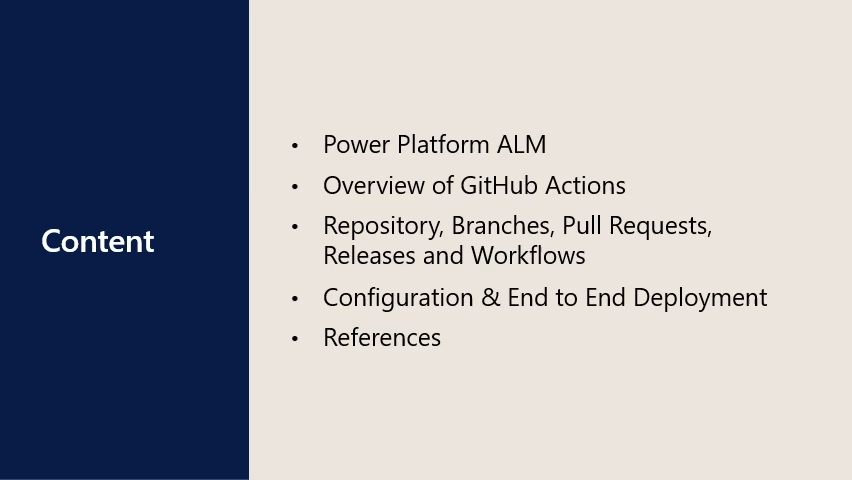 Content
• Power Platform ALM
• Overview of GitHub Actions
• Repository, Branches, Pull Requests,
Releases and Workflows
• Configuration & End to End Deployment
• References